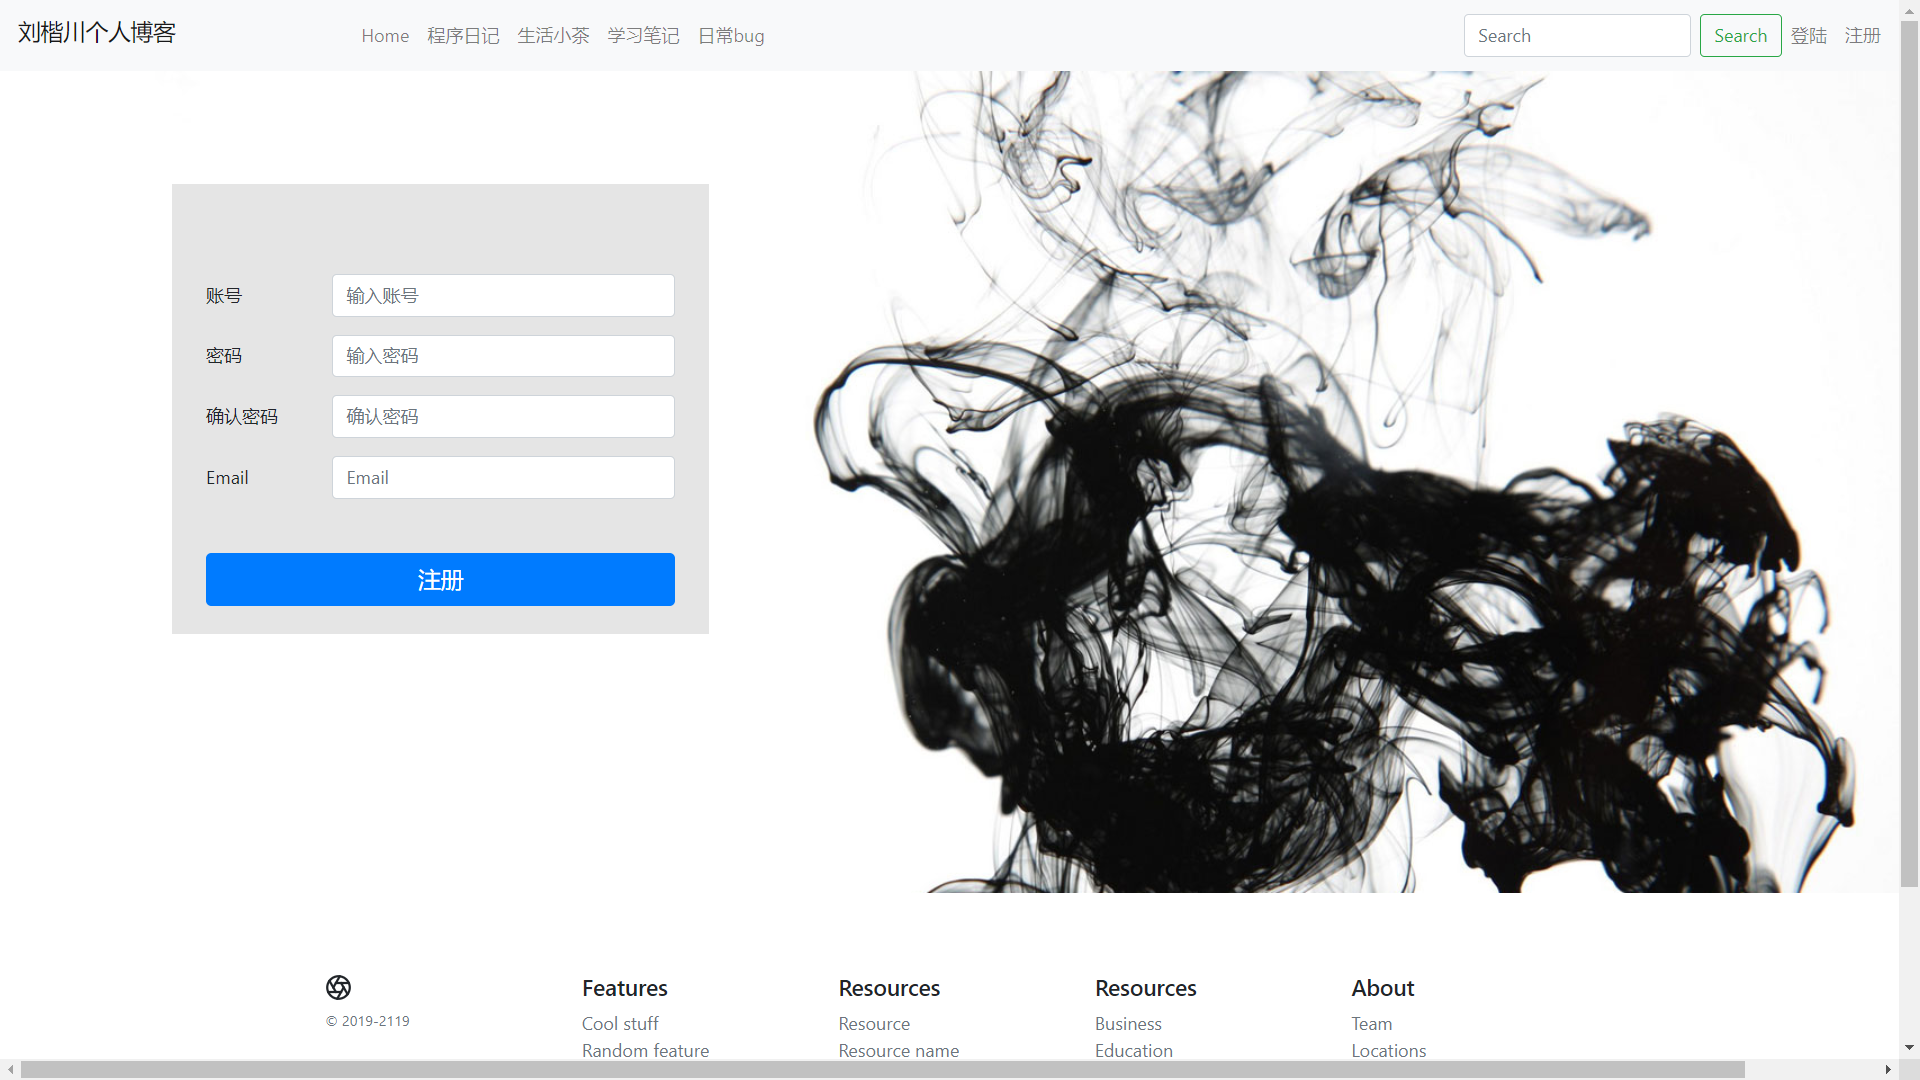 刘楷川个人博客
Home 程序日记 生活小茶 学习笔记 日常bug
Search Search 登陆 注册
账号 输入账号
密码 输入密码
确认密码 确认密码
Email Email
注册
© 2019-2119
Features
Cool stuff
Random feature
Resources
Resource
Resource name
Resources
Business
Education
About
Team
Locations